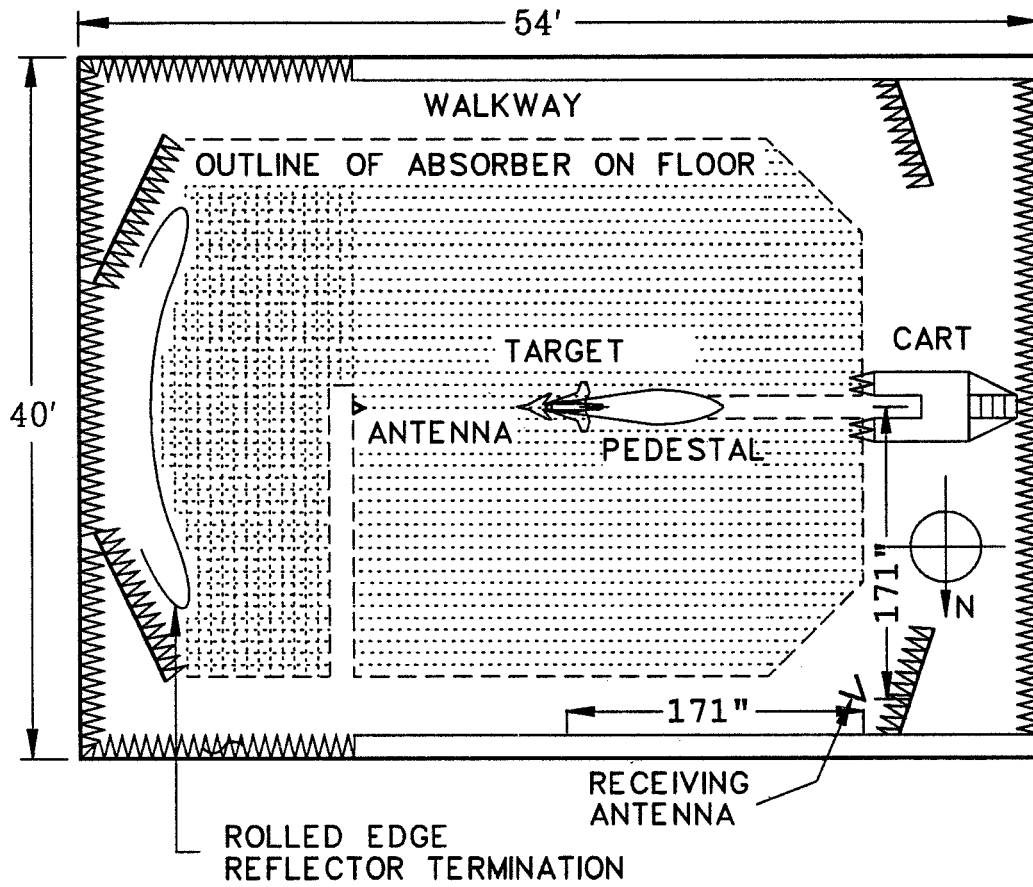 54'
WALKWAY
OUTLINE OF ABSORBER ON FLOOR
CART
TARGET
40'
ANTENNA
PEDESTAL
171"
N
171"
RECEIVING
ANTENNA
ROLLED EDGE
REFLECTOR TERMINATION